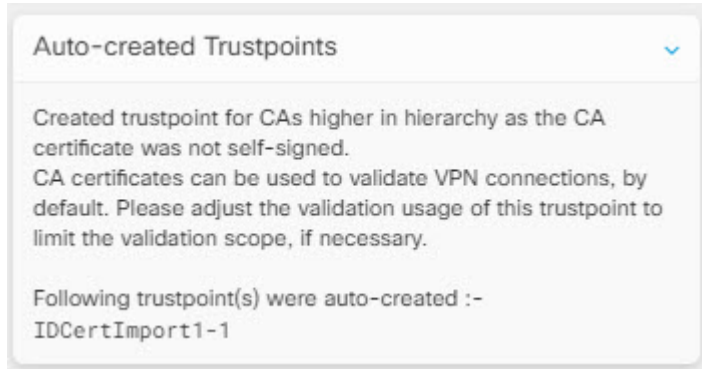 Auto-created Trustpoints
Created trustpoint for CAs higher in hierarchy as the CA
certificate was not self-signed.
CA certificates can be used to validate VPN connections, by
default. Please adjust the validation usage of this trustpoint to
limit the validation scope, if necessary.
Following trustpoint(s) were auto-created :-
IDCertImport1-1